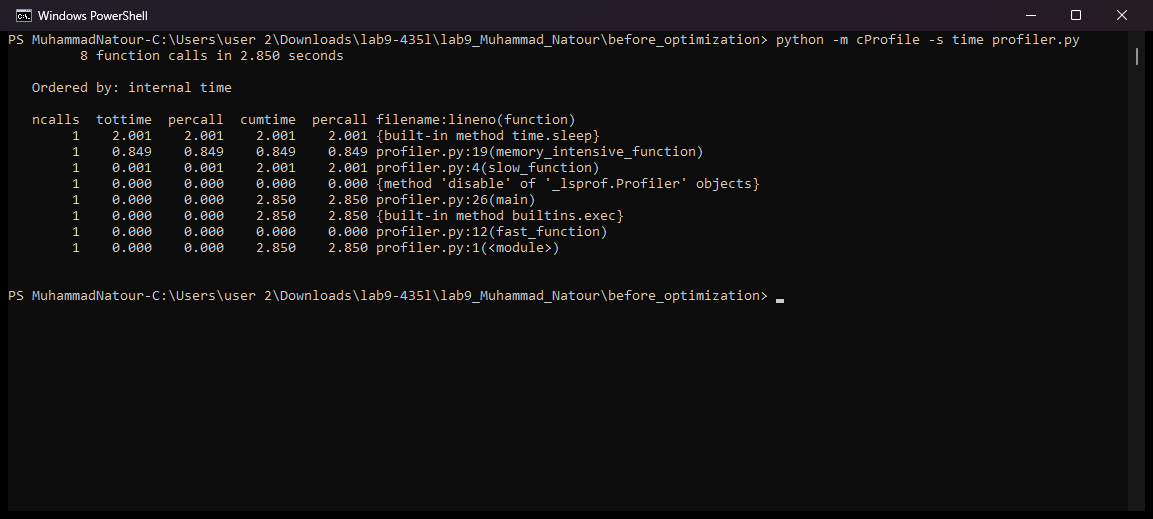 Windows PowerShell
PS MuhammadNatour-C:\Users\user 2\Downloads\lab9-435l\lab9_Muhammad_Natour\before_optimization> python -m cProfile -s time profiler.py
         8 function calls in 2.850 seconds

   Ordered by: internal time

   ncalls  tottime  percall  cumtime  percall filename:lineno(function)
        1    2.001    2.001    2.001    2.001 {built-in method time.sleep}
        1    0.849    0.849    0.849    0.849 profiler.py:19(memory_intensive_function)
        1    0.001    0.001    2.001    2.001 profiler.py:4(slow_function)
        1    0.000    0.000    0.000    0.000 {method 'disable' of '_lsprof.Profiler' objects}
        1    0.000    0.000    2.850    2.850 profiler.py:26(main)
        1    0.000    0.000    2.850    2.850 {built-in method builtins.exec}
        1    0.000    0.000    0.000    0.000 profiler.py:12(fast_function)
        1    0.000    0.000    2.850    2.850 profiler.py:1(<module>)

PS MuhammadNatour-C:\Users\user 2\Downloads\lab9-435l\lab9_Muhammad_Natour\before_optimization>